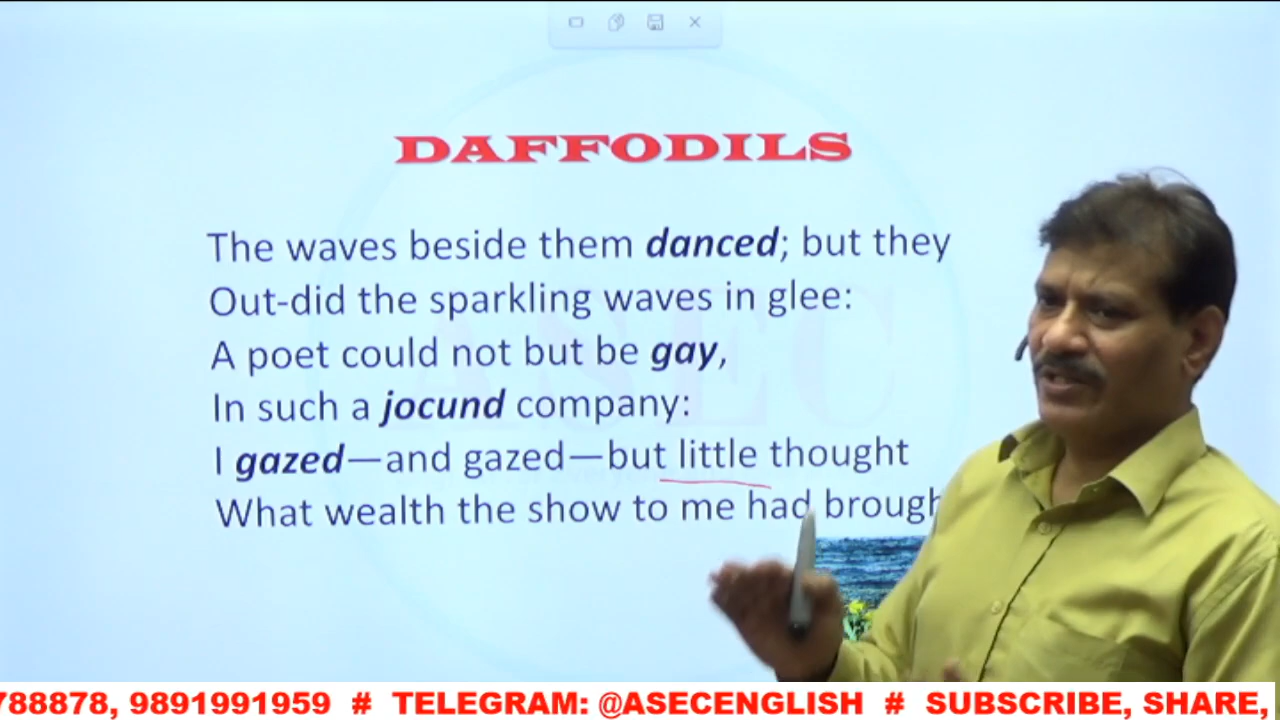 DAFFODILS
The waves beside them danced; but they
Out-did the sparkling waves in glee:
A poet could not but be gay,
In such a jocund company:
I gazed—and gazed—but little thought
What wealth the show to me had brough
ASEC
788878, 9891991959 # TELEGRAM: @ASECENGLISH # SUBSCRIBE, SHARE,